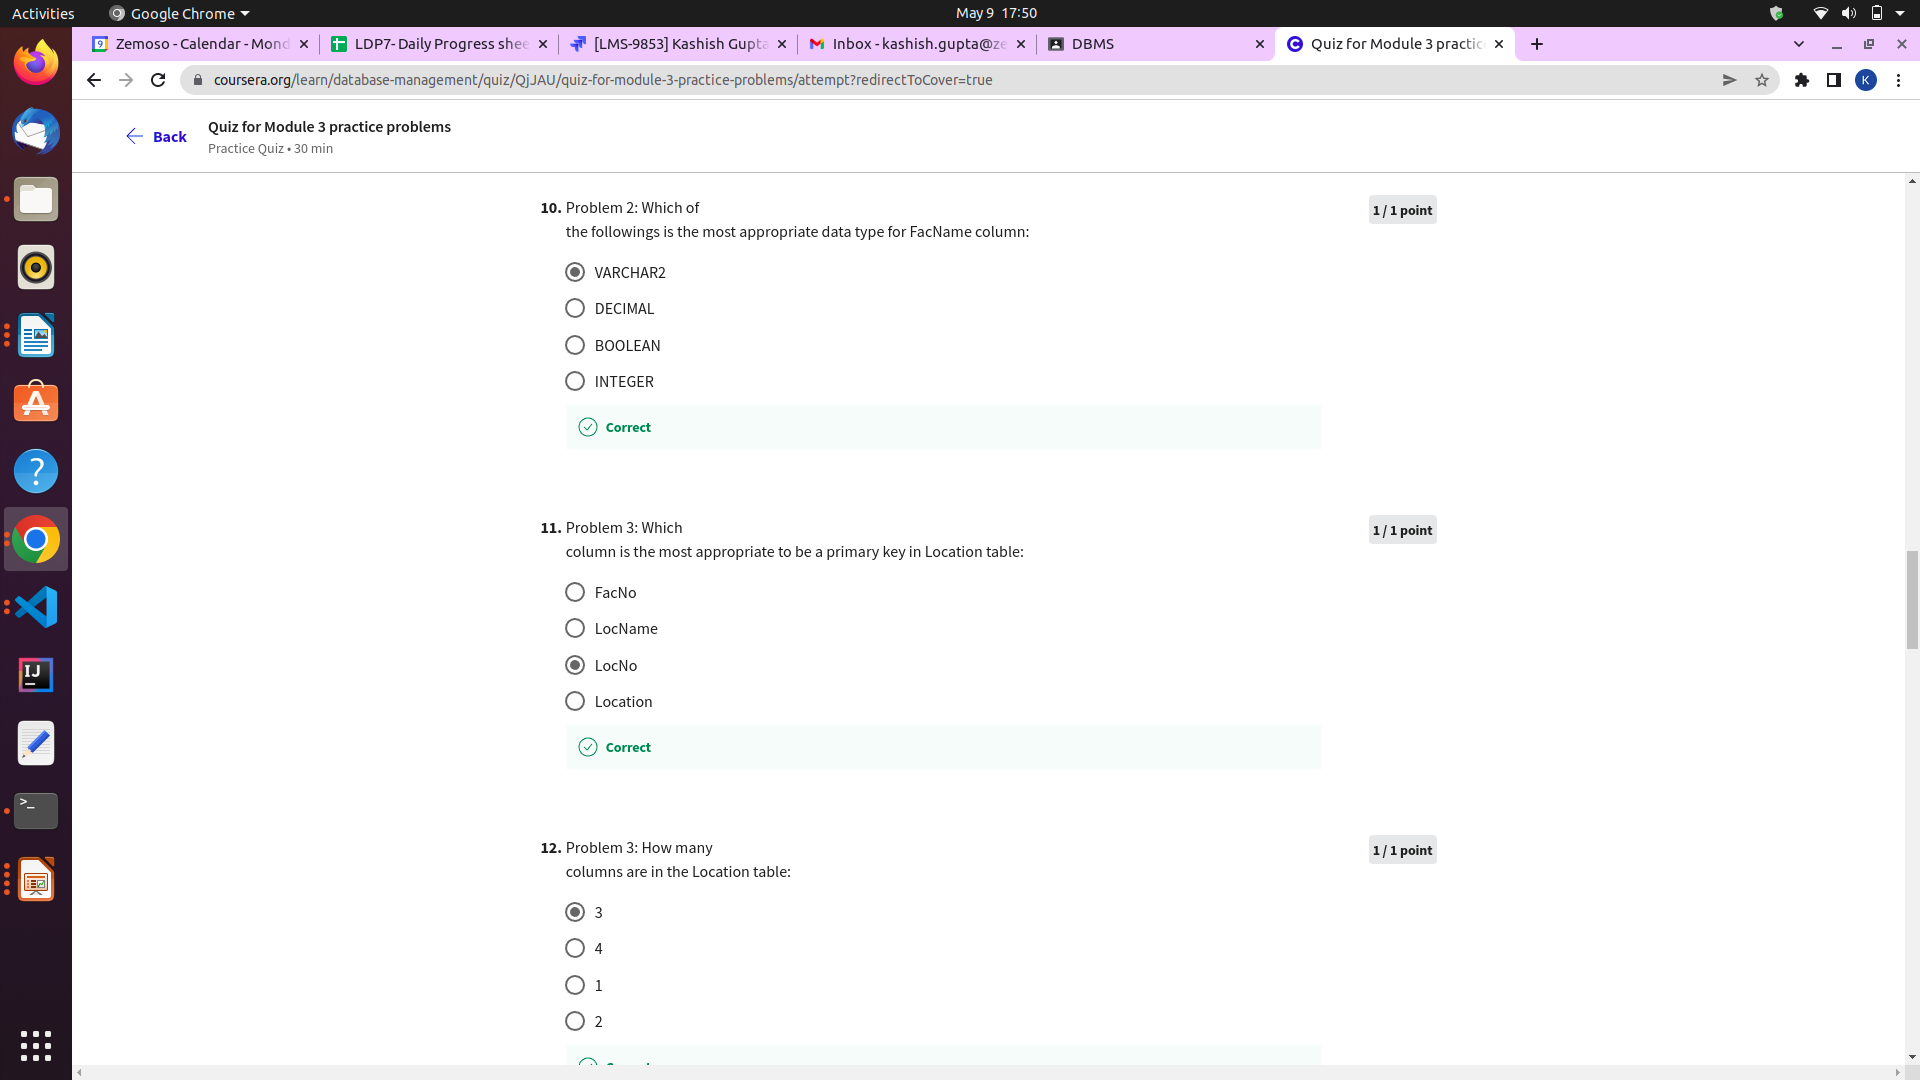 Activities
Google Chrome
May 9 17:50
Zemoso - Calendar - Mond
LDP7- Daily Progress shee
[LMS-9853] Kashish Gupta
Inbox - kashish.gupta@ze
DBMS
Quiz for Module 3 practic
coursera.org/learn/database-management/quiz/QjJAU/quiz-for-module-3-practice-problems/attempt?redirectToCover=true
K
Back
Quiz for Module 3 practice problems
Practice Quiz • 30 min
10. Problem 2: Which of
the followings is the most appropriate data type for FacName column:
1 / 1 point
VARCHAR2
DECIMAL
BOOLEAN
INTEGER
Correct
11. Problem 3: Which
column is the most appropriate to be a primary key in Location table:
1 / 1 point
FacNo
LocName
LocNo
Location
Correct
12. Problem 3: How many
columns are in the Location table:
1 / 1 point
3
4
1
2